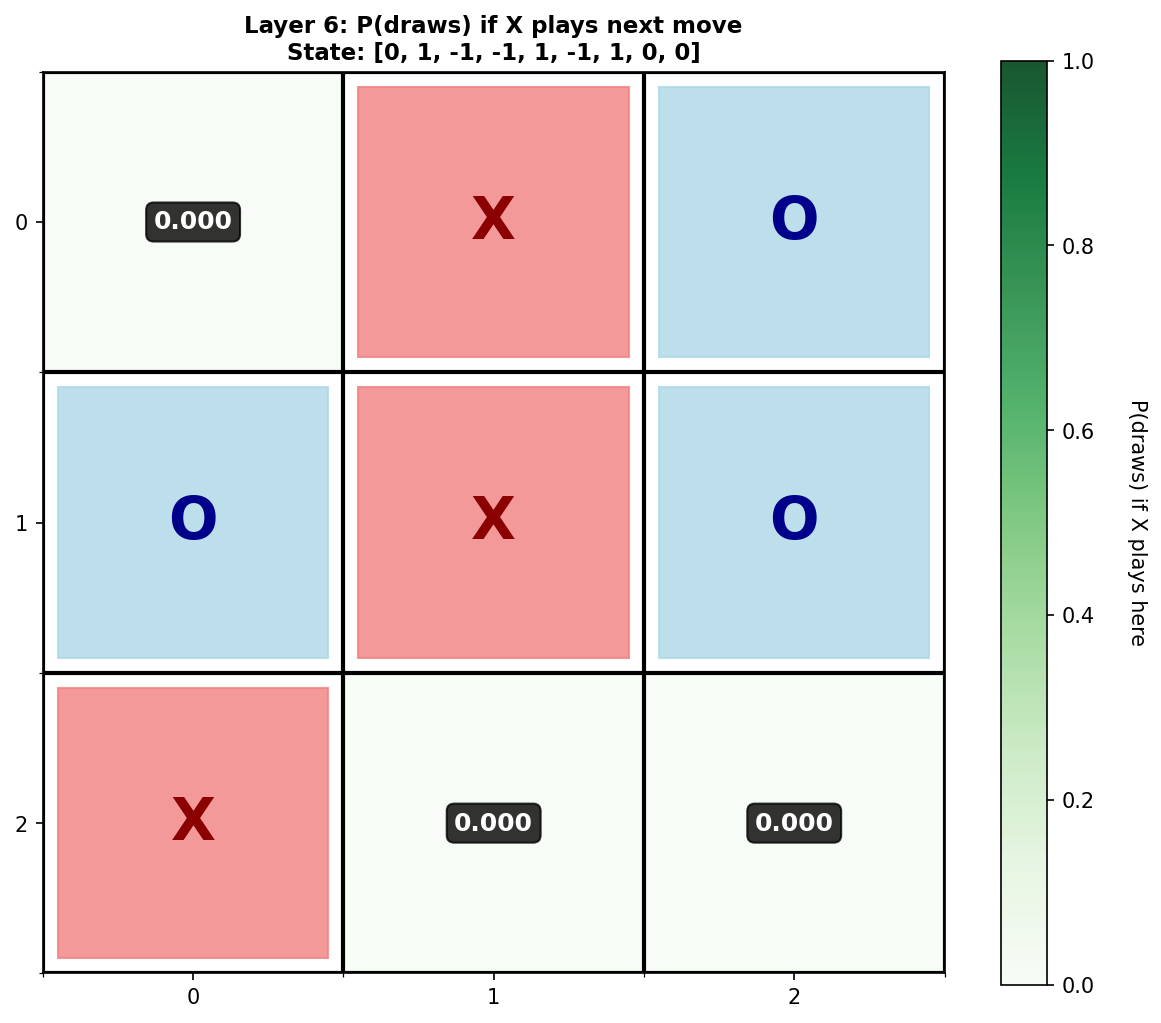 Layer 6: P(draws) if X plays next move
State: [0, 1, -1, -1, 1, -1, 1, 0, 0]
0 0.000 X O
1 O X O
2 X 0.000 0.000
0 1 2
1.0
0.8
0.6
0.4
0.2
0.0
P(draws) if X plays here